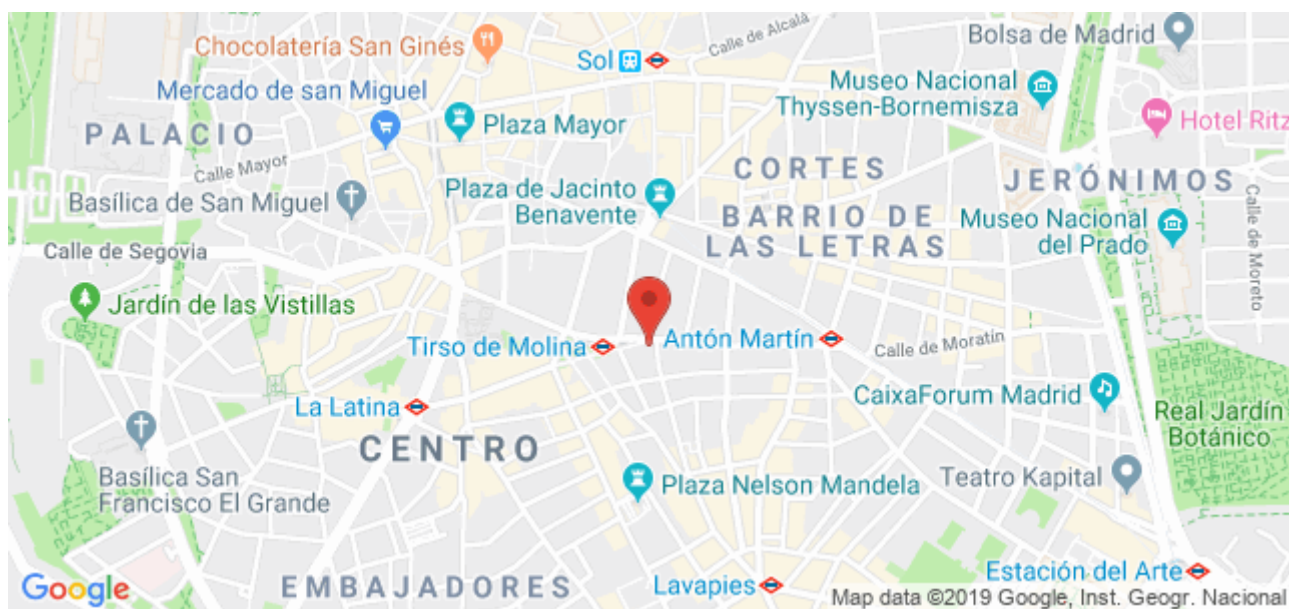 Chocolatería San Ginés
Calle de Alcalá
Bolsa de Madrid
Sol
Mercado de san Miguel
Museo Nacional
Thyssen-Bornemisza
Hotel Ritz
PALACIO
Plaza Mayor
Calle Mayor
CORTES
JERÓNIMOS
Basílica de San Miguel
Plaza de Jacinto
Benavente
BARRIO DE
LAS LETRAS
Museo Nacional
del Prado
Calle de Moreto
Calle de Segovia
Jardín de las Vistillas
Tirso de Molina
Antón Martín
Calle de Moratín
La Latina
CaixaForum Madrid
Real Jardín
Botánico
CENTRO
Basílica San
Francisco El Grande
Plaza Nelson Mandela
Teatro Kapital
Google
EMBAJADORES
Lavapies
Estación del Arte
Map data ©2019 Google, Inst. Geogr. Nacional